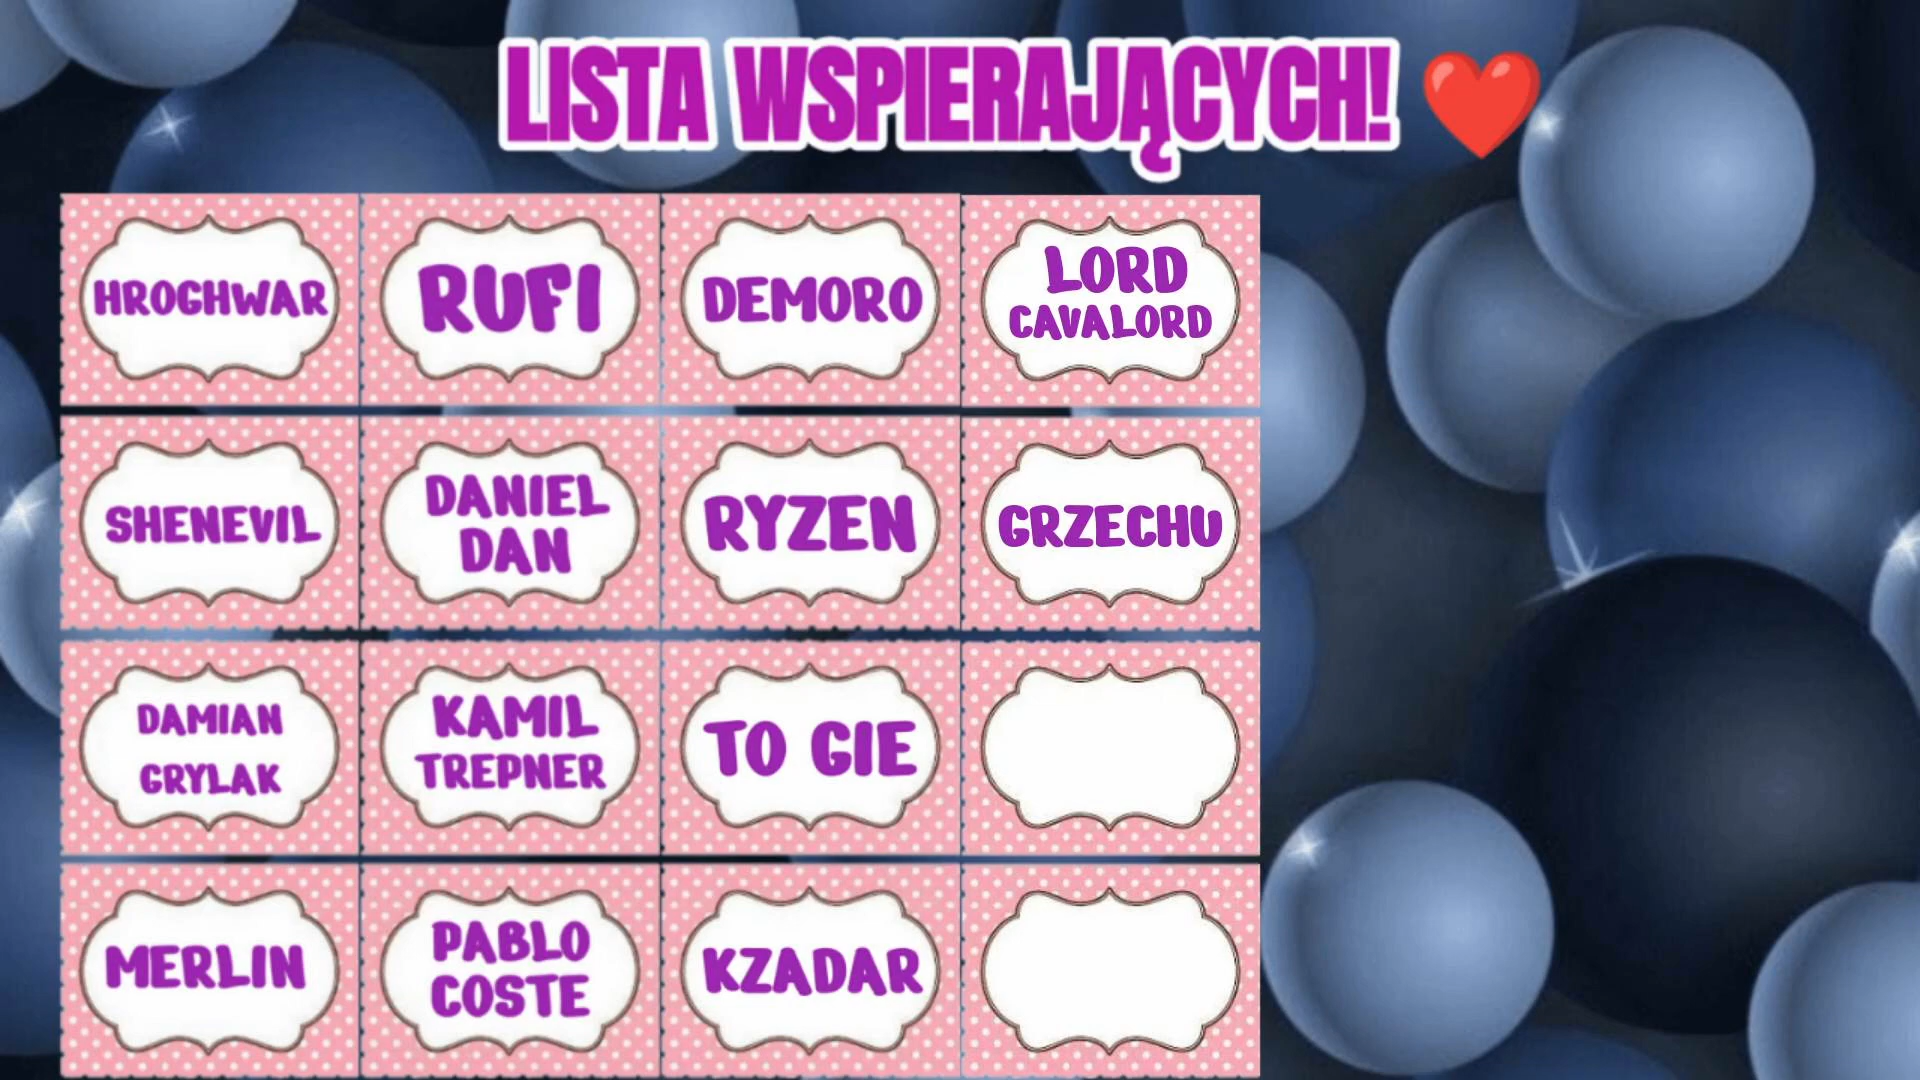 LISTA WSPIERAJĄCYCH! ❤️
HROGHWAR
RUFI
DEMORO
LORD
CAVALORD
SHENEVIL
DANIEL
DAN
RYZEN
GRZECHU
DAMIAN
GRYLAK
KAMIL
TREPNER
TO GIE
MERLIN
PABLO
COSTE
KZADAR